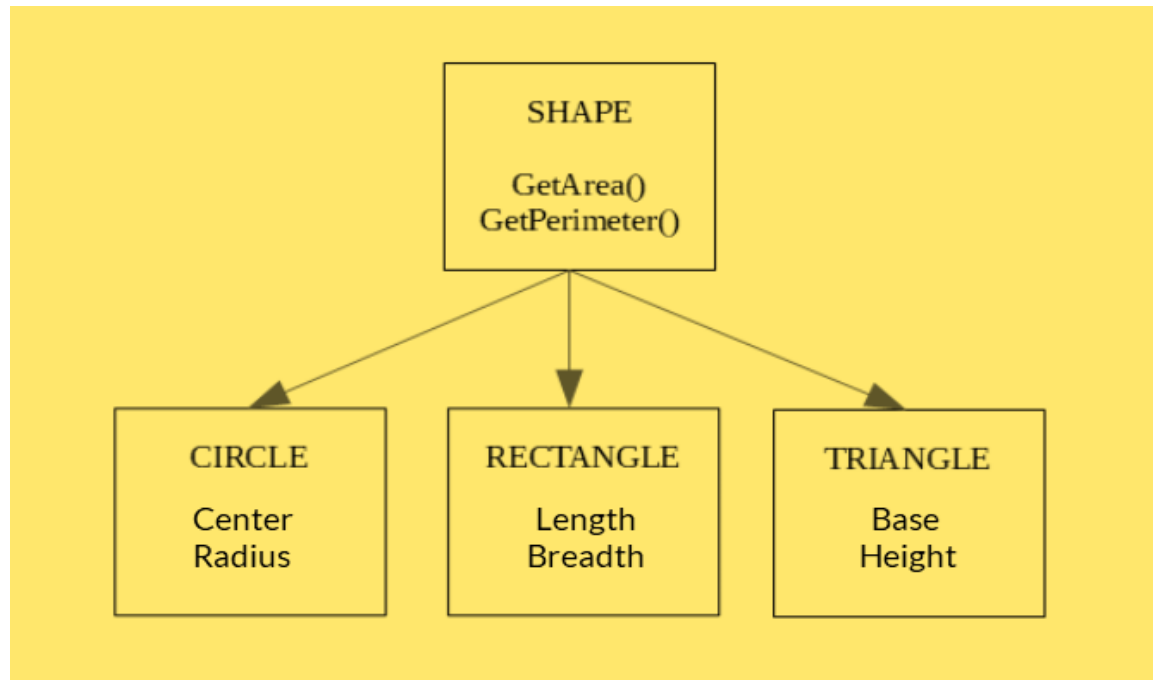 SHAPE
GetArea()
GetPerimeter()
CIRCLE
Center
Radius
RECTANGLE
Length
Breadth
TRIANGLE
Base
Height